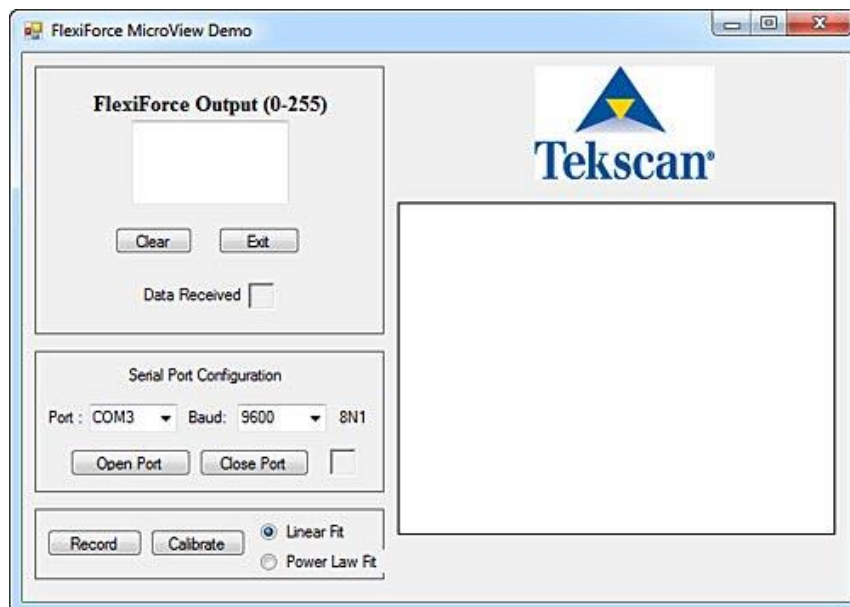 FlexiForce MicroView Demo
FlexiForce Output (0-255)
Clear Exit
Data Received
Serial Port Configuration
Port : COM3 Baud: 9600 8N1
Open Port Close Port
Record Calibrate Linear Fit
Power Law Fit
Tekscan®